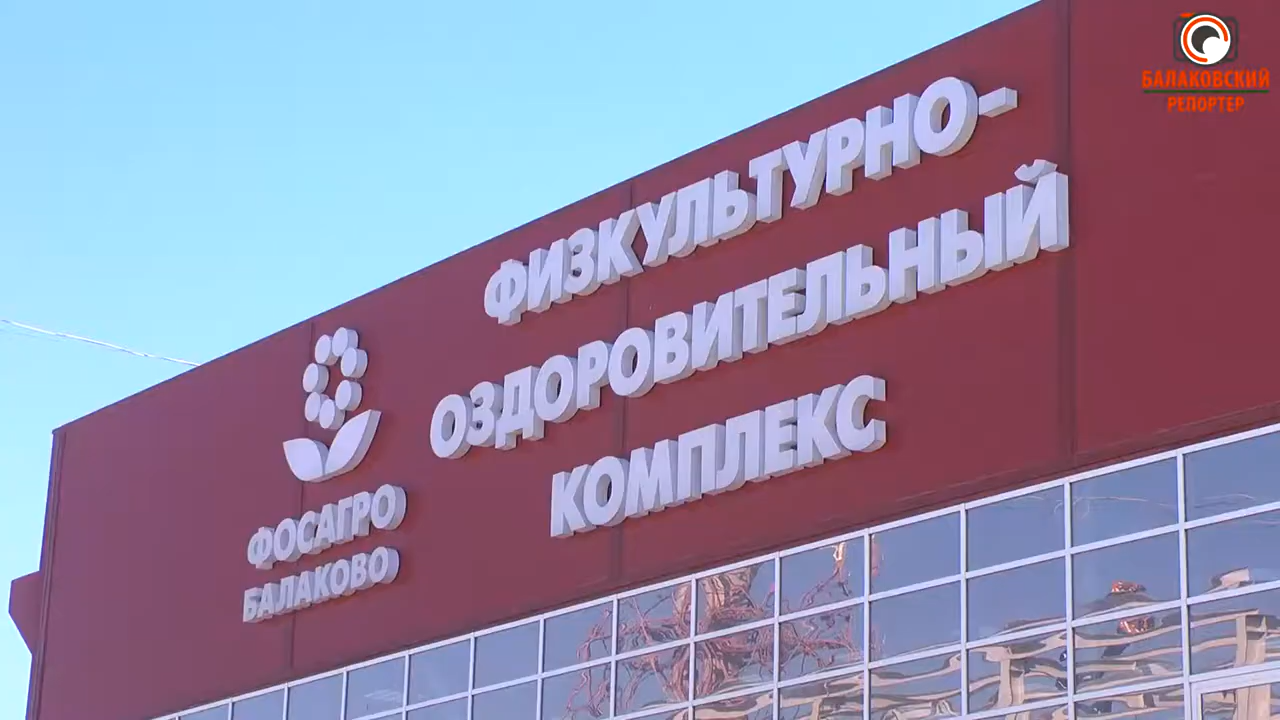 БАЛАКОВСКИЙ
РЕПОРТЕР
ФИЗКУЛЬТУРНО-
ОЗДОРОВИТЕЛЬНЫЙ
КОМПЛЕКС
ФОСАГРО
БАЛАКОВО